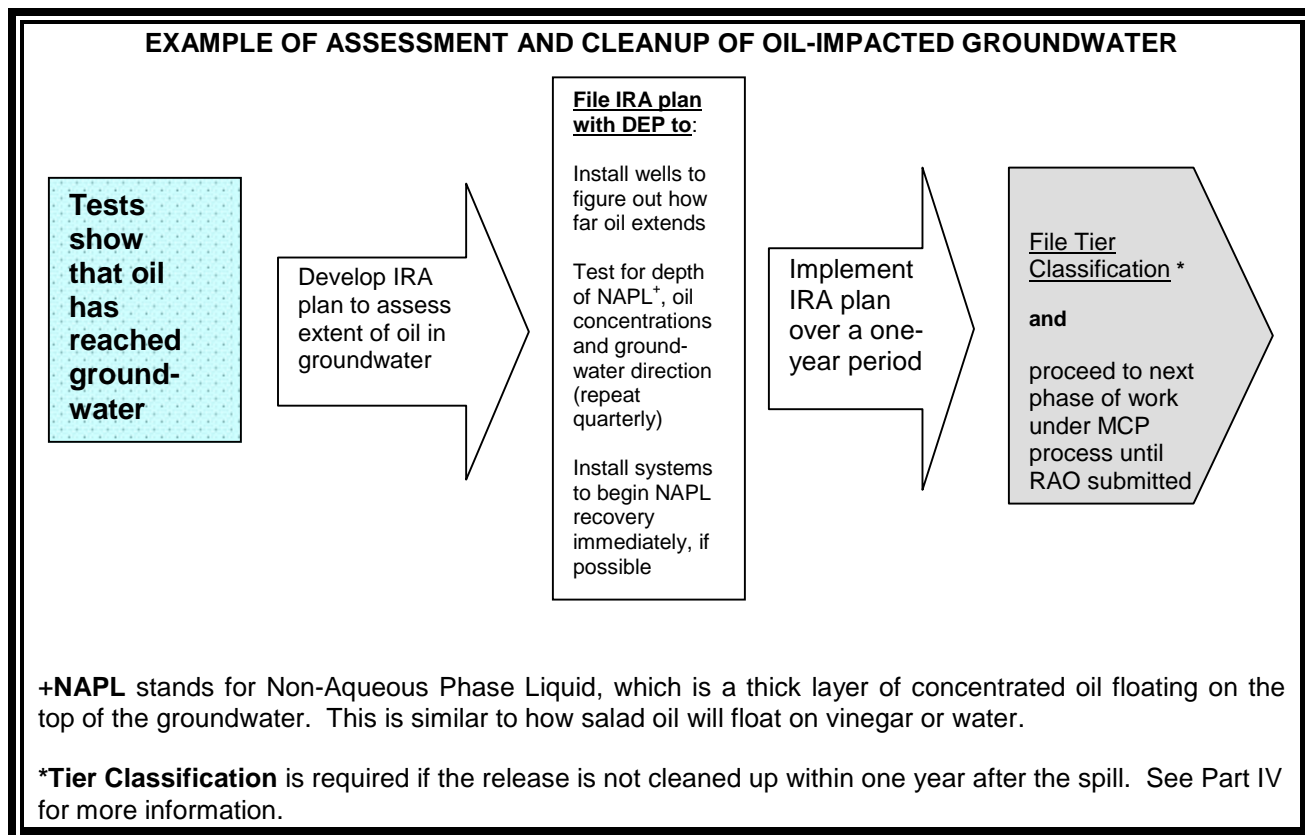 EXAMPLE OF ASSESSMENT AND CLEANUP OF OIL-IMPACTED GROUNDWATER
Tests
show
that oil
has
reached
ground-
water
Develop IRA
plan to assess
extent of oil in
groundwater
File IRA plan
with DEP to:
Install wells to
figure out how
far oil extends
Test for depth
of NAPL+, oil
concentrations
and ground-
water direction
(repeat
quarterly)
Install systems
to begin NAPL
recovery
immediately, if
possible
Implement
IRA plan
over a one-
year period
File Tier
Classification *
and
proceed to next
phase of work
under MCP
process until
RAO submitted
+NAPL stands for Non-Aqueous Phase Liquid, which is a thick layer of concentrated oil floating on the
top of the groundwater. This is similar to how salad oil will float on vinegar or water.
*Tier Classification is required if the release is not cleaned up within one year after the spill. See Part IV
for more information.